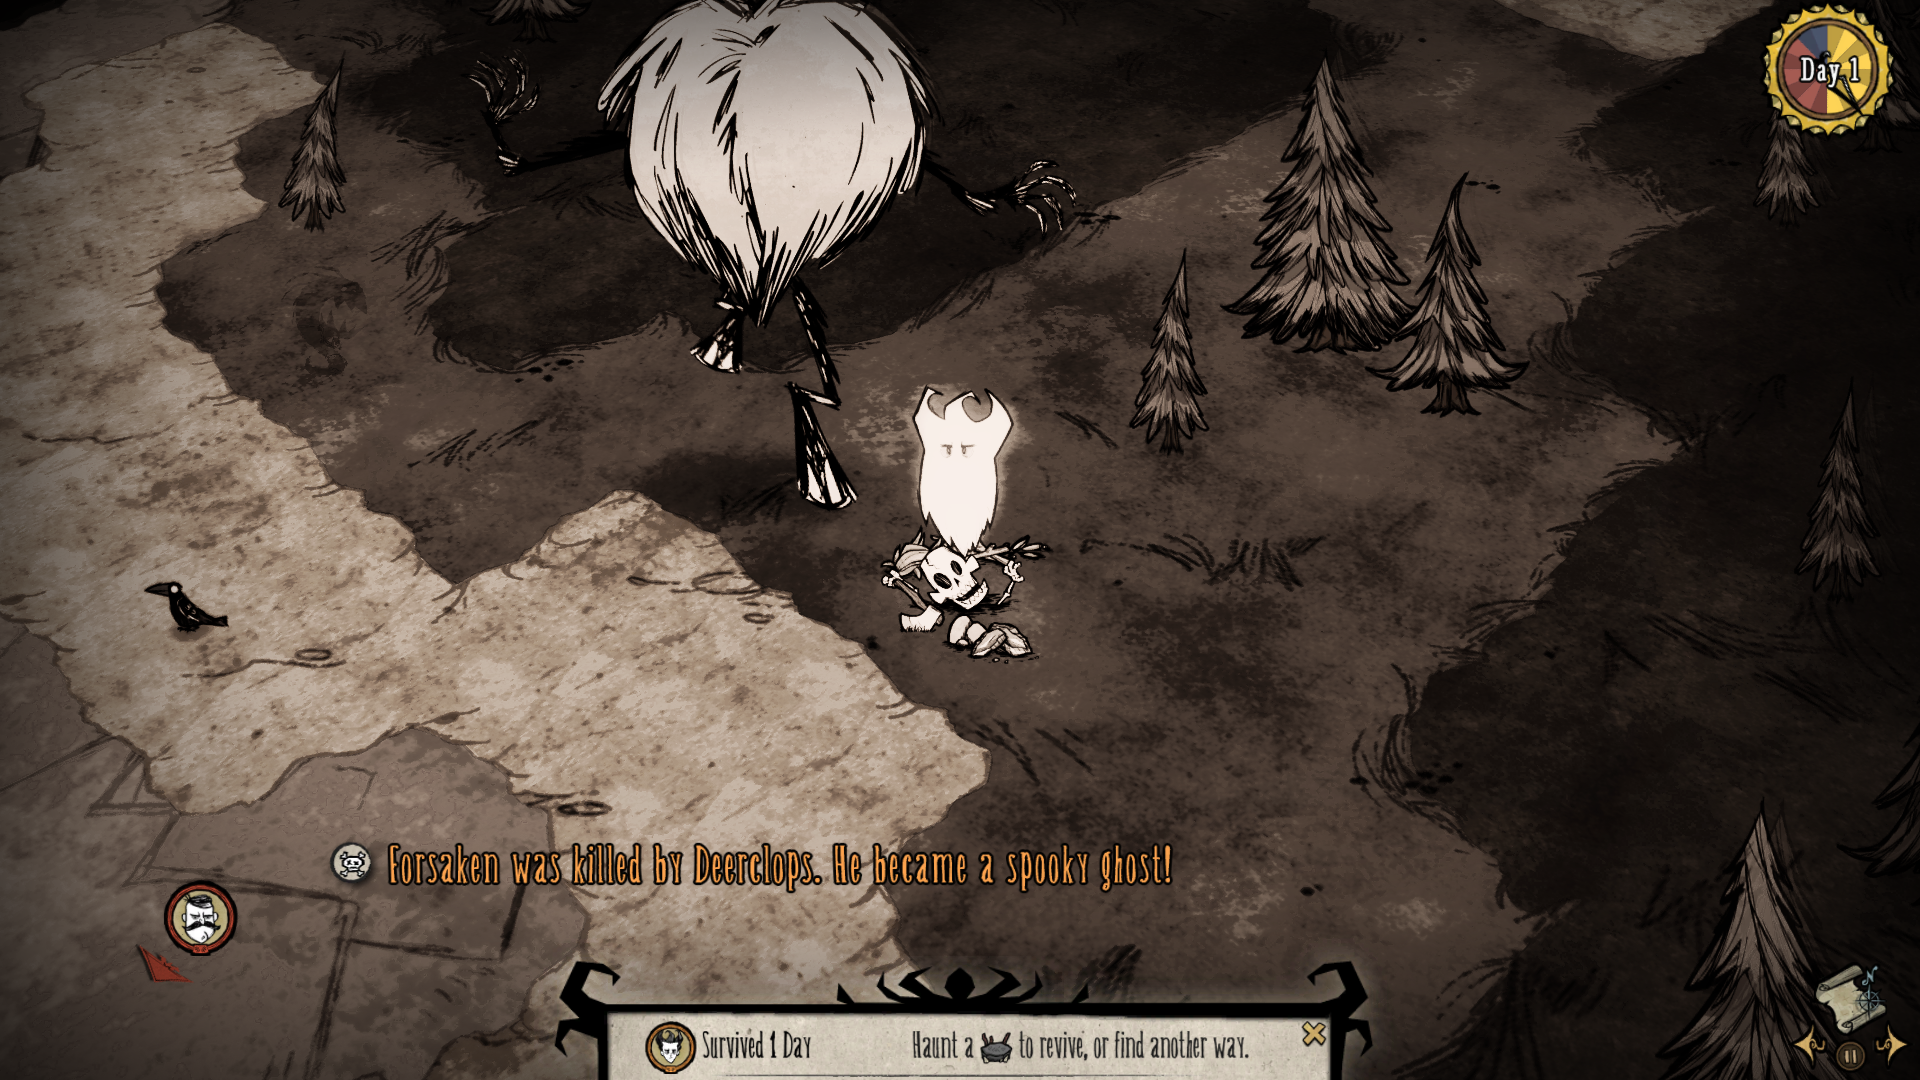 Day 1
Forsaken was killed by Deerclops. He became a spooky ghost!
Survived 1 Day
Haunt a to revive, or find another way.
N